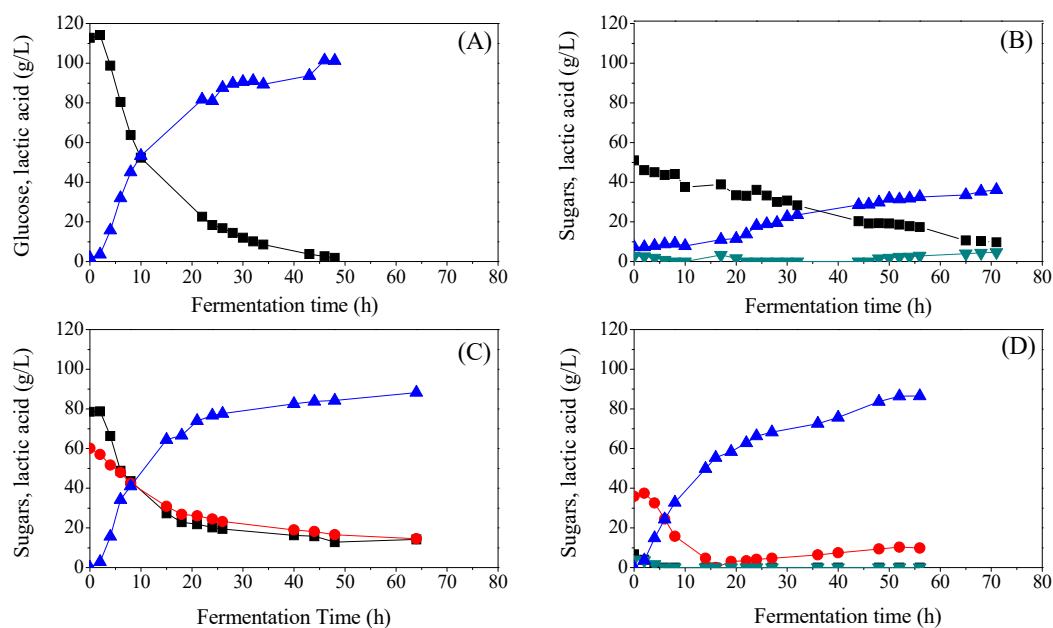 (A)
Glucose, lactic acid (g/L)
120
100
80
60
40
20
0
0 10 20 30 40 50 60 70 80
Fermentation time (h)
(B)
Sugars, lactic acid (g/L)
120
100
80
60
40
20
0
0 10 20 30 40 50 60 70 80
Fermentation time (h)
(C)
Sugars, lactic acid (g/L)
120
100
80
60
40
20
0
0 10 20 30 40 50 60 70 80
Fermentation Time (h)
(D)
Sugars, lactic acid (g/L)
120
100
80
60
40
20
0
0 10 20 30 40 50 60 70 80
Fermentation time (h)